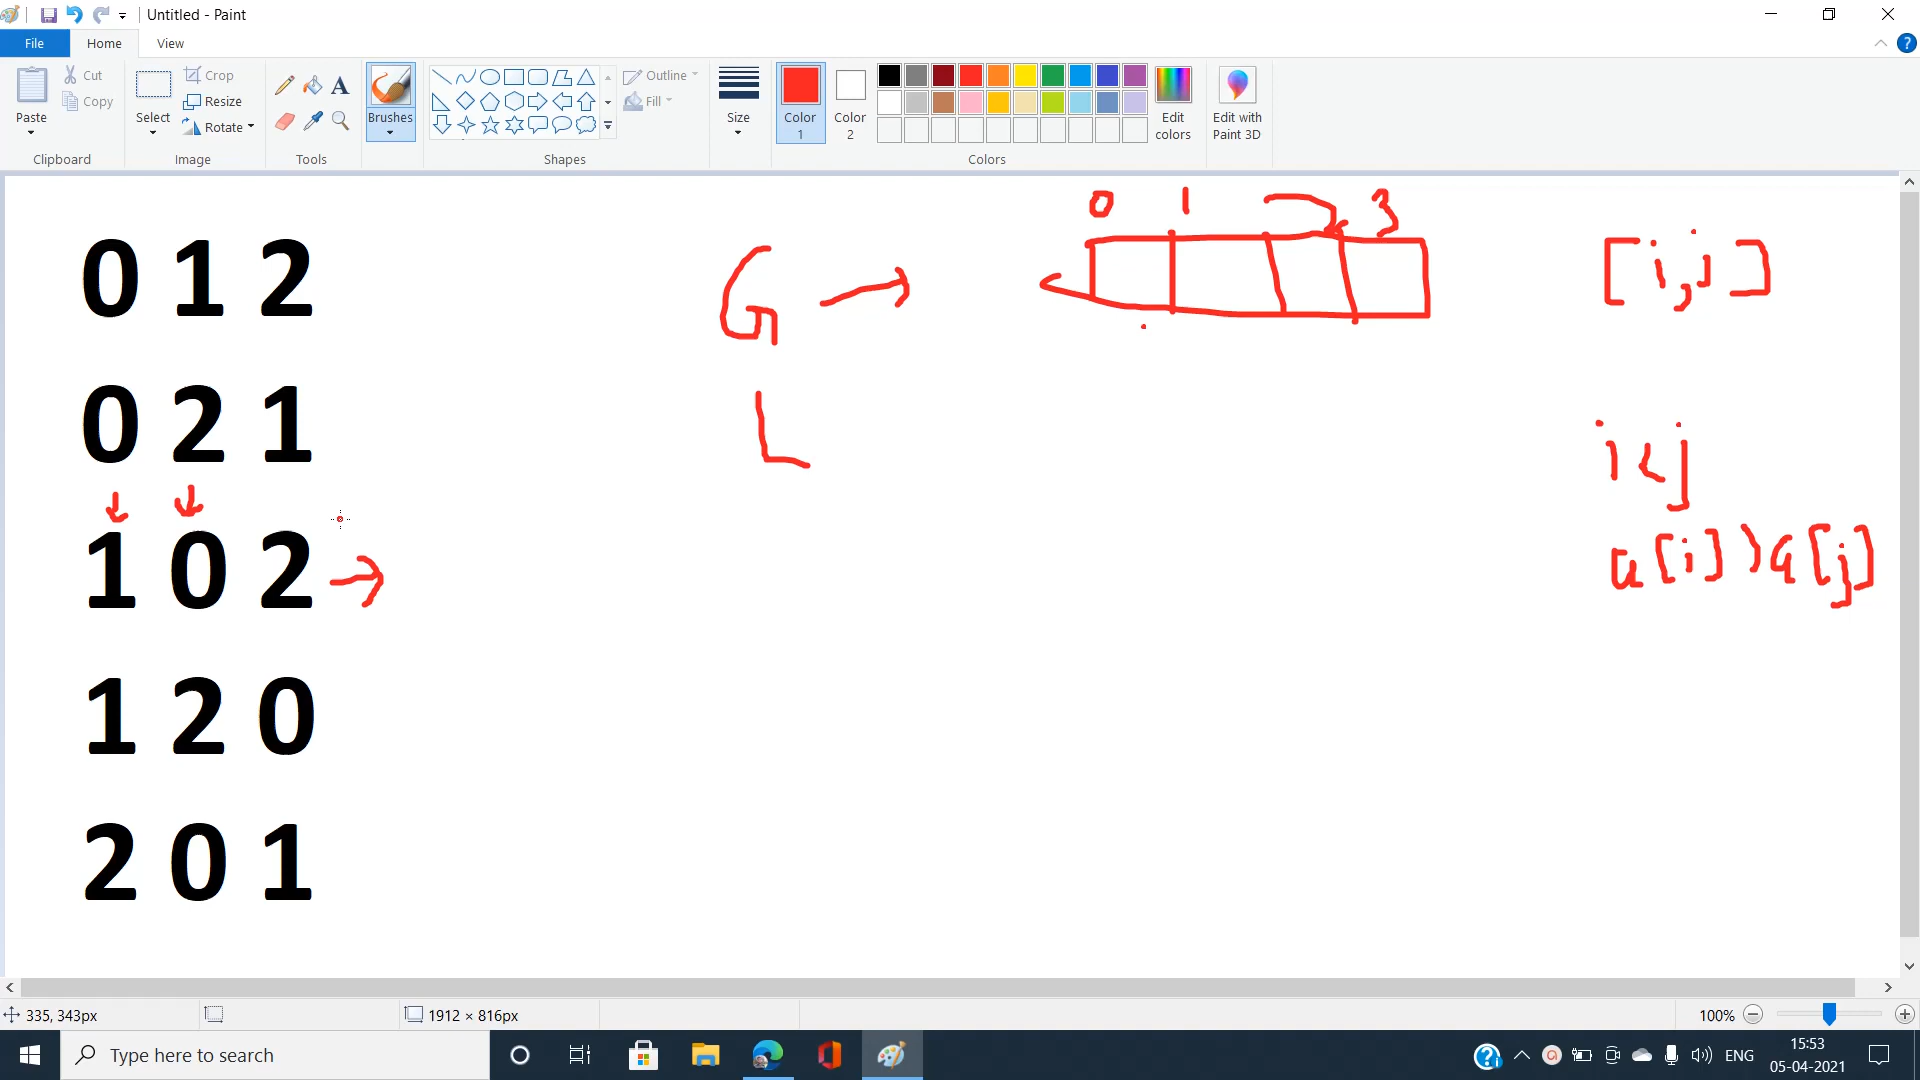 Untitled - Paint
File Home View
Paste
Cut
Copy
Clipboard
Select
Crop
Resize
Rotate
Image
Tools
Brushes
Shapes
Outline
Fill
Size
Color 1
Color 2
Colors
Edit colors
Edit with Paint 3D
0 1 2
0 2 1
1 0 2
1 2 0
2 0 1
G
L
0 1 2 3
[i,j]
i<j
a[i]>a[j]
335, 343px
1912 × 816px
100%
Type here to search
ENG
15:53
05-04-2021